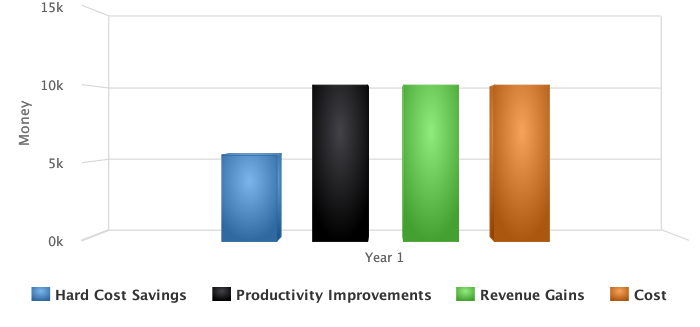 15k
10k
5k
0k
Money
Year 1
Hard Cost Savings Productivity Improvements Revenue Gains Cost